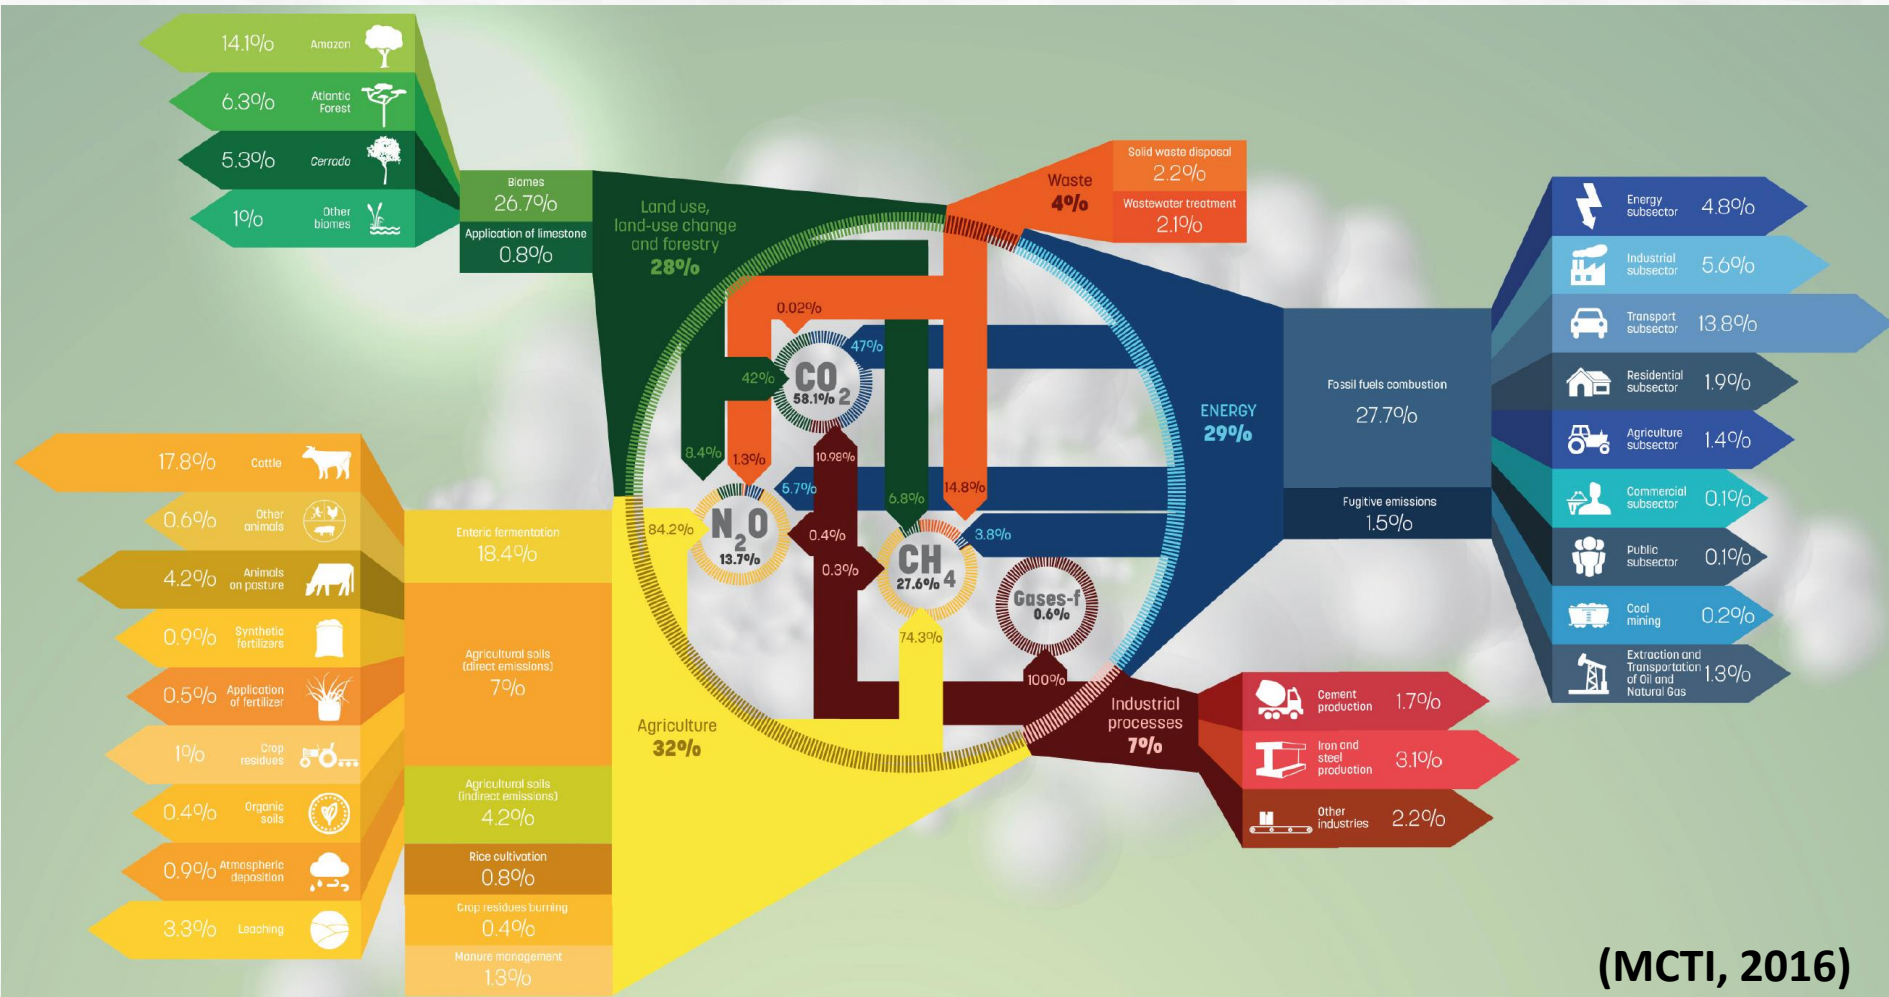 14.1%
Amazon
6.3%
Atlantic
Forest
5.3%
Cerrado
1%
Other
biomes
Biomes
26.7%
Application of limestone
0.8%
Land use,
land-use change
and forestry
28%
Waste
4%
Solid waste disposal
2.2%
Wastewater treatment
2.1%
ENERGY
29%
Fossil fuels combustion
27.7%
Fugitive emissions
1.5%
Energy
subsector
4.8%
Industrial
subsector
5.6%
Transport
subsector
13.8%
Residential
subsector
1.9%
Agriculture
subsector
1.4%
Commercial
subsector
0.1%
Public
subsector
0.1%
Coal
mining
0.2%
Extraction and
Transportation
of Oil and
Natural Gas
1.3%
0.02%
47%
42%
CO2
58.1%
8.4%
1.3%
10.98%
5.7%
6.8%
14.8%
84.2%
N2O
13.7%
0.4%
3.8%
0.3%
CH4
27.6%
Gases-f
0.6%
74.3%
100%
17.8%
Cattle
0.6%
Other
animals
4.2%
Animals
on pasture
0.9%
Synthetic
fertilizers
0.5%
Application
of fertilizer
1%
Crop
residues
0.4%
Organic
soils
0.9%
Atmospheric
deposition
3.3%
Leaching
Enteric fermentation
18.4%
Agricultural soils
(direct emissions)
7%
Agricultural soils
(indirect emissions)
4.2%
Rice cultivation
0.8%
Crop residues burning
0.4%
Manure management
1.3%
Agriculture
32%
Industrial
processes
7%
Cement
production
1.7%
Iron and
steel
production
3.1%
Other
industries
2.2%
(MCTI, 2016)